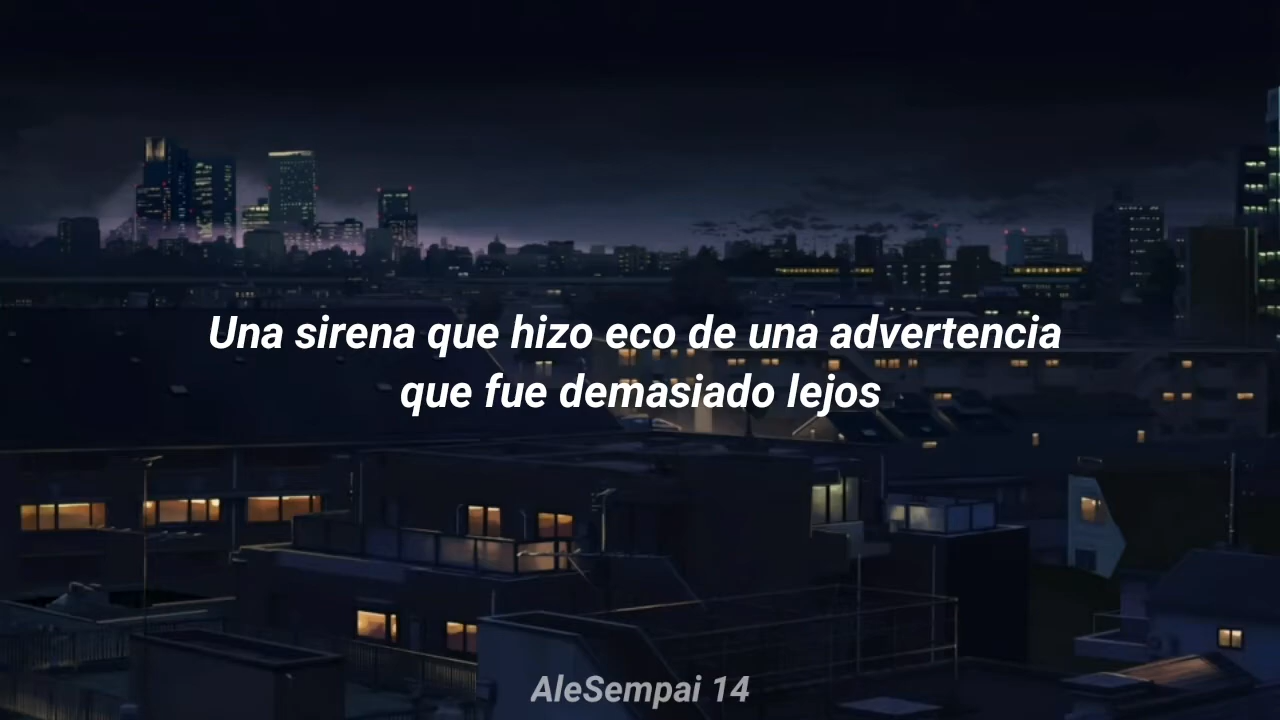 Una sirena que hizo eco de una advertencia
que fue demasiado lejos
AleSempai 14